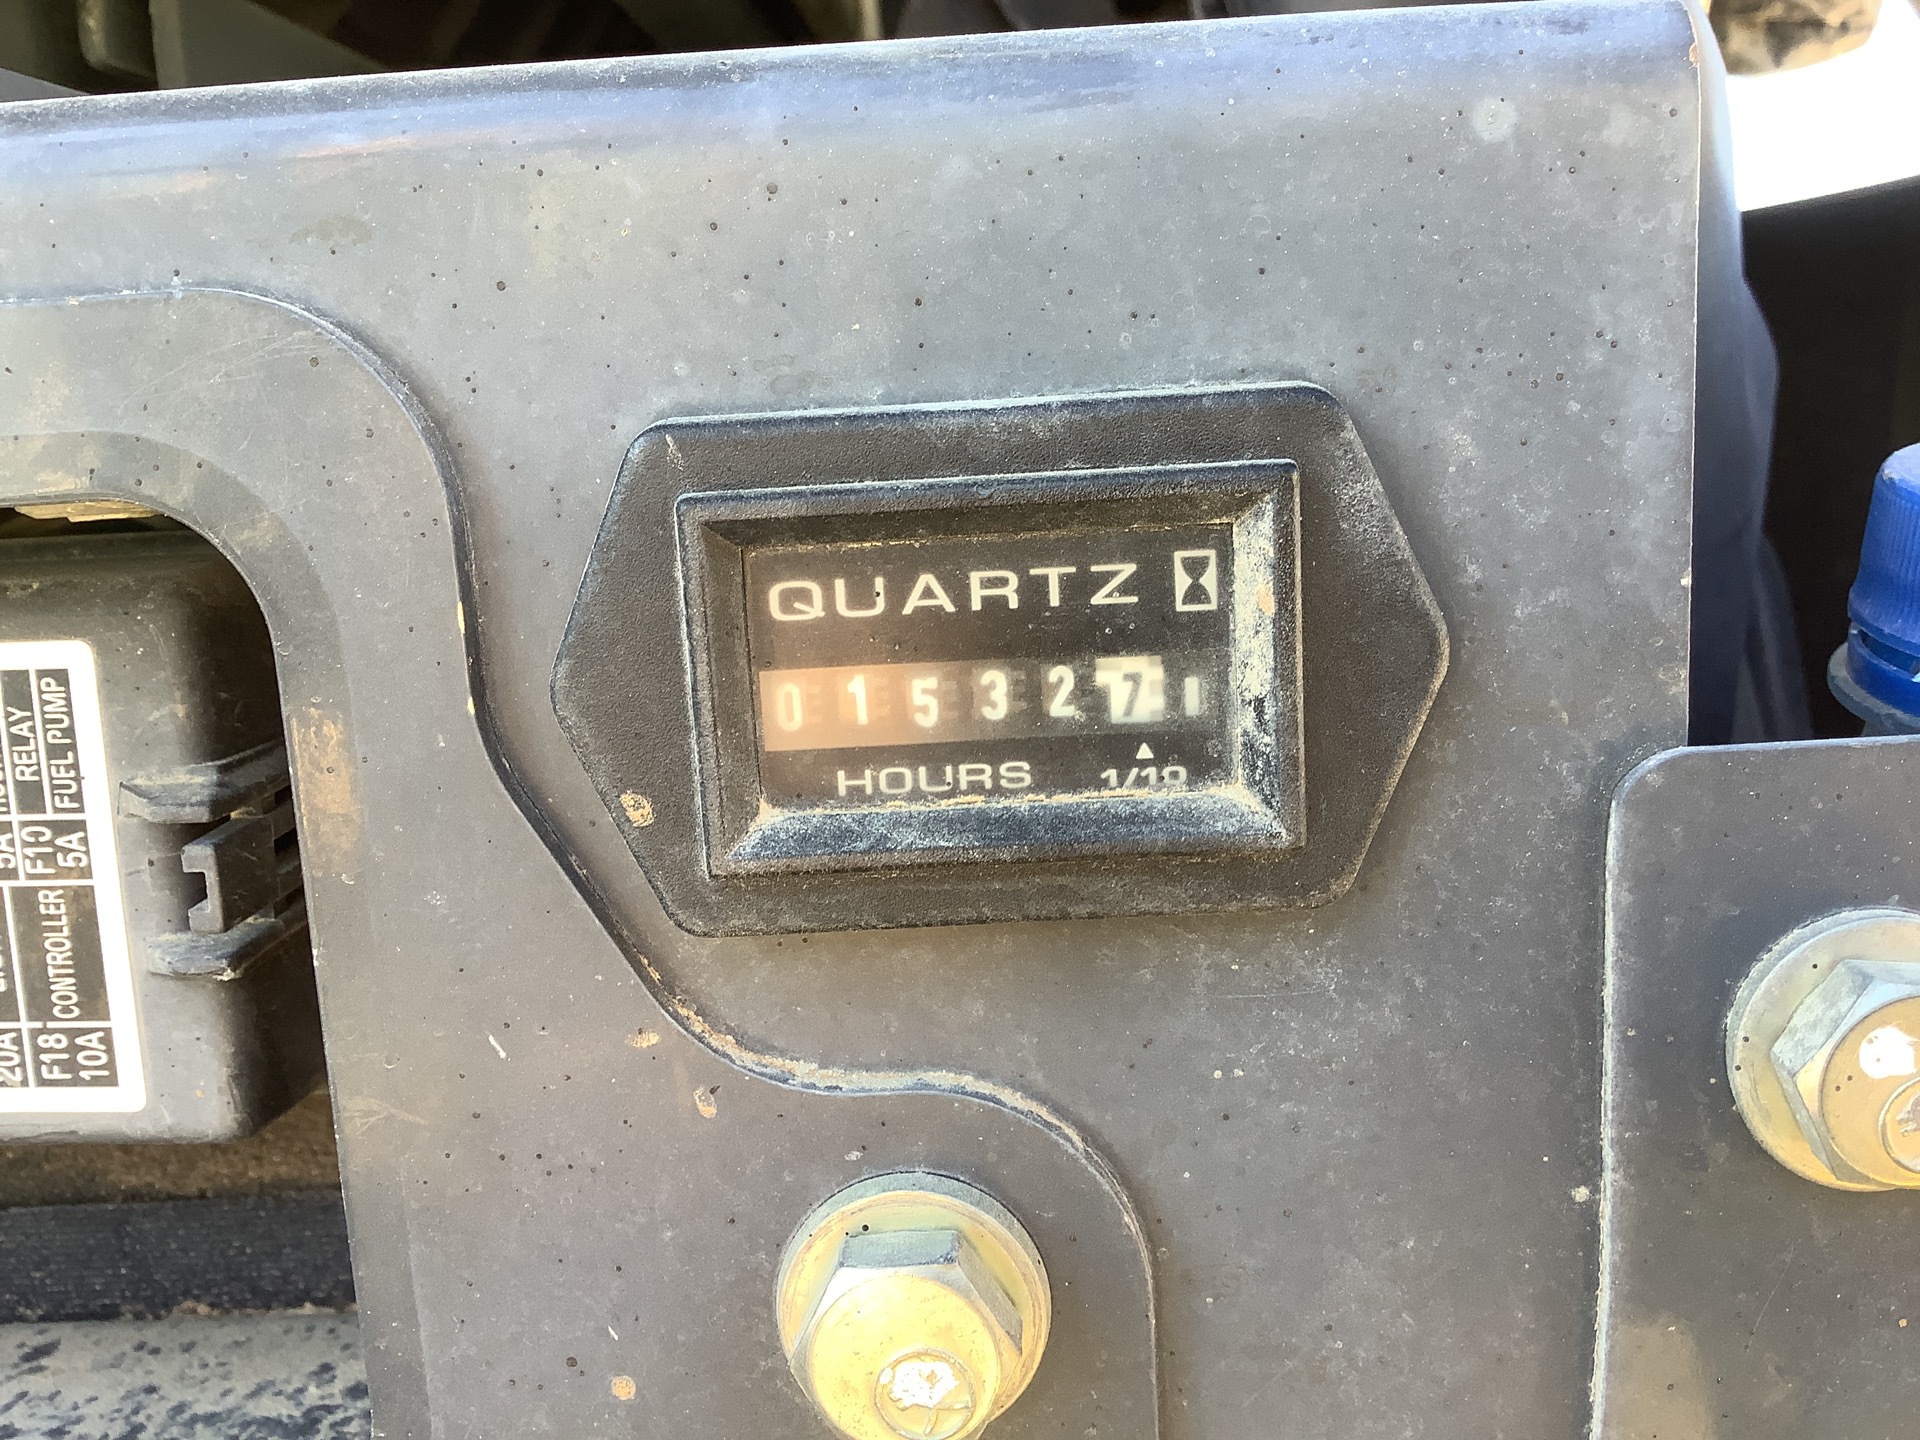 QUARTZ
0 1 5 3 2 7
HOURS 1/10
RELAY
FUEL PUMP
5A
F10
5A
CONTROLLER
20A
F18
10A